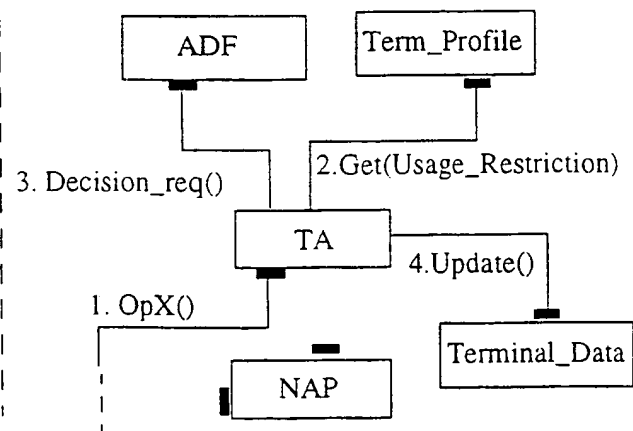 ADF
Term_Profile
3. Decision_req()
2.Get(Usage_Restriction)
TA
4.Update()
1. OpX()
Terminal_Data
NAP